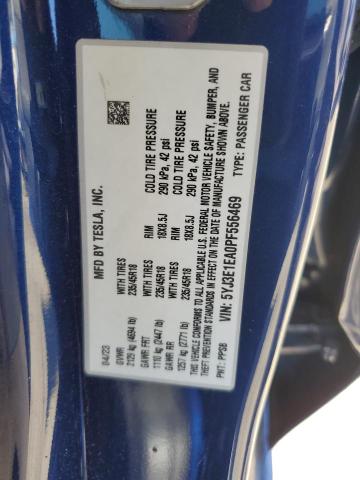 MFD BY TESLA, INC.
04/23
GVWR
2129 kg (4694 lb)
GAWR FRT WITH TIRES RIM COLD TIRE PRESSURE
1110 kg (2447 lb) 235/45R18 18X8.5J 290 kPa, 42 psi
GAWR RR WITH TIRES RIM COLD TIRE PRESSURE
1257 kg (2771 lb) 235/45R18 18X8.5J 290 kPa, 42 psi
THIS VEHICLE CONFORMS TO ALL APPLICABLE U.S. FEDERAL MOTOR VEHICLE SAFETY, BUMPER, AND
THEFT PREVENTION STANDARDS IN EFFECT ON THE DATE OF MANUFACTURE SHOWN ABOVE.
VIN: 5YJ3E1EA0PF556469 TYPE: PASSENGER CAR
PNT: PPSB